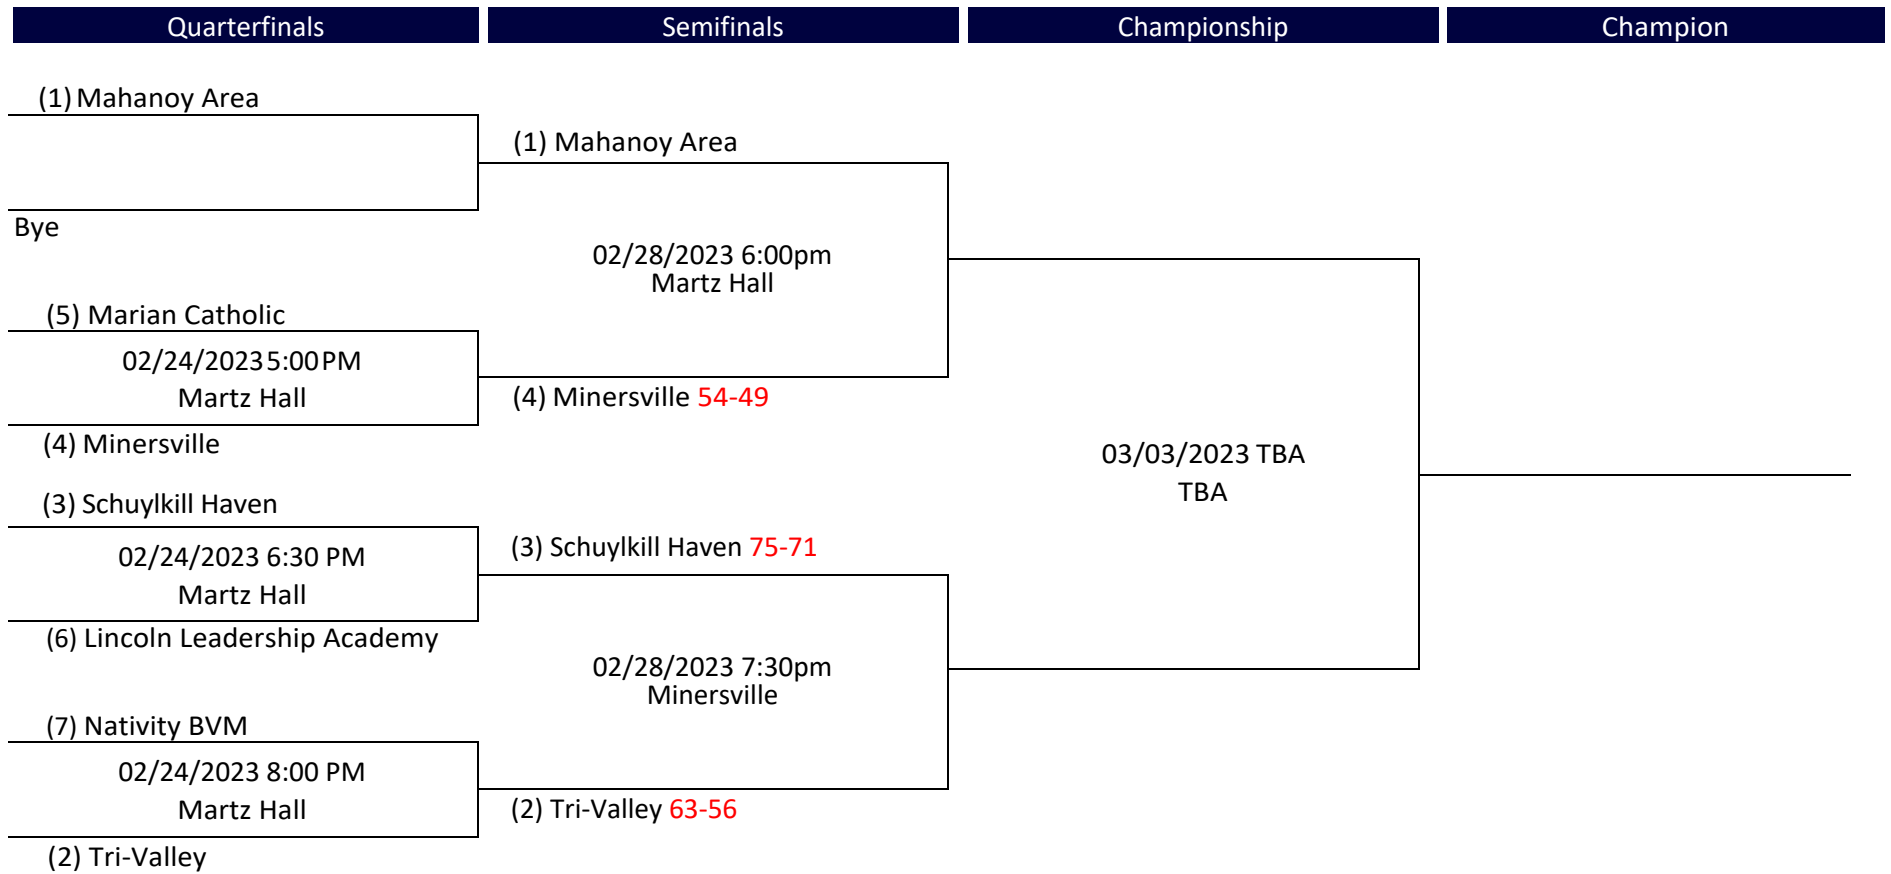 Quarterfinals
Semifinals
Championship
Champion
(1) Mahanoy Area
Bye
(5) Marian Catholic
02/24/2023 5:00 PM
Martz Hall
(4) Minersville
(3) Schuylkill Haven
02/24/2023 6:30 PM
Martz Hall
(6) Lincoln Leadership Academy
(7) Nativity BVM
02/24/2023 8:00 PM
Martz Hall
(2) Tri-Valley
(1) Mahanoy Area
02/28/2023 6:00pm
Martz Hall
(4) Minersville 54-49
(3) Schuylkill Haven 75-71
02/28/2023 7:30pm
Minersville
(2) Tri-Valley 63-56
03/03/2023 TBA
TBA